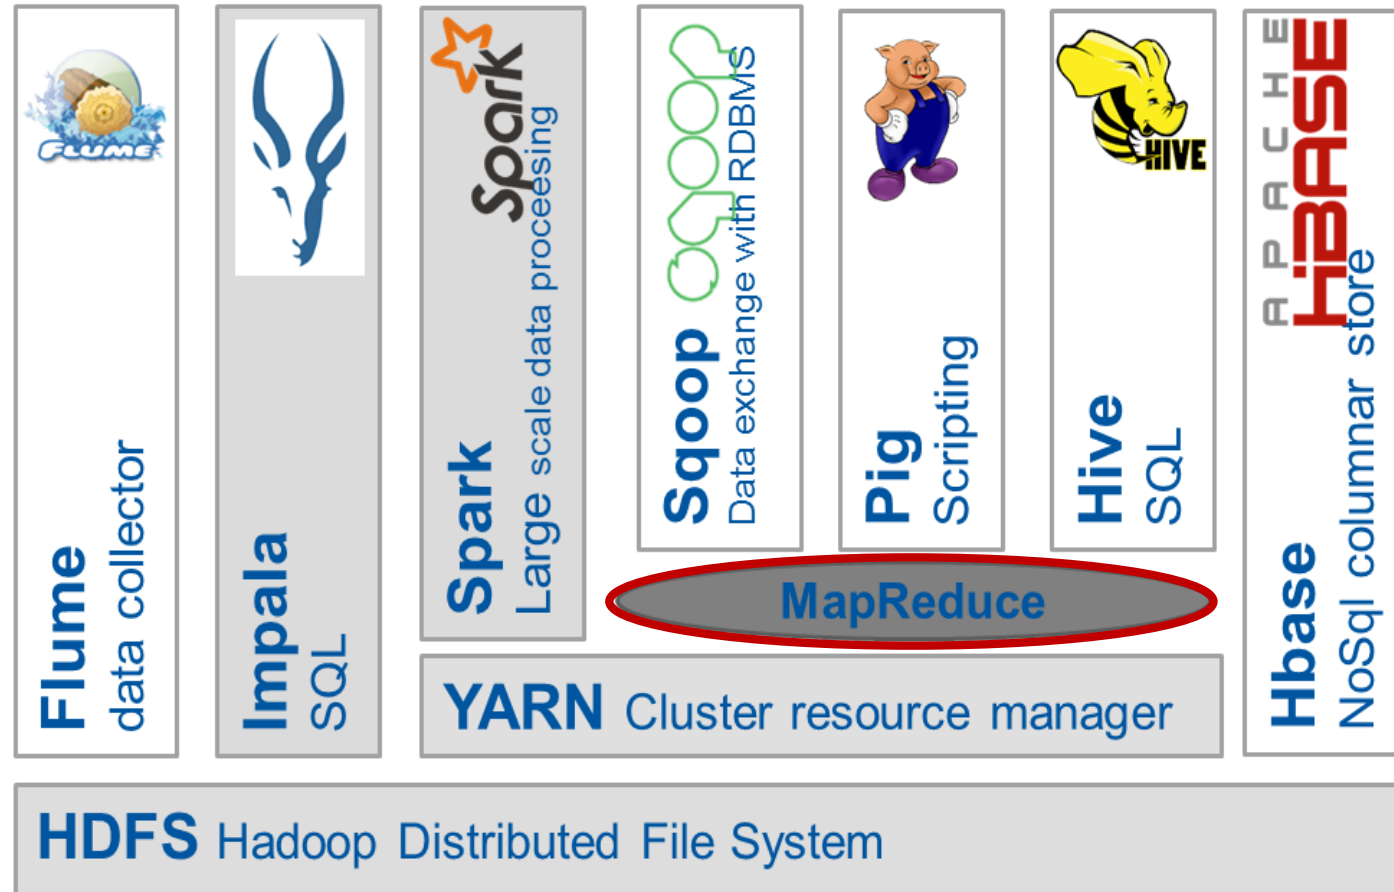 FLUME
Flume
data collector
Impala
SQL
Spark
Spark
Large scale data proceesing
sqoop
Sqoop
Data exchange with RDBMS
Pig
Scripting
HIVE
Hive
SQL
APACHE
HBASE
Hbase
NoSql columnar store
MapReduce
YARN Cluster resource manager
HDFS Hadoop Distributed File System